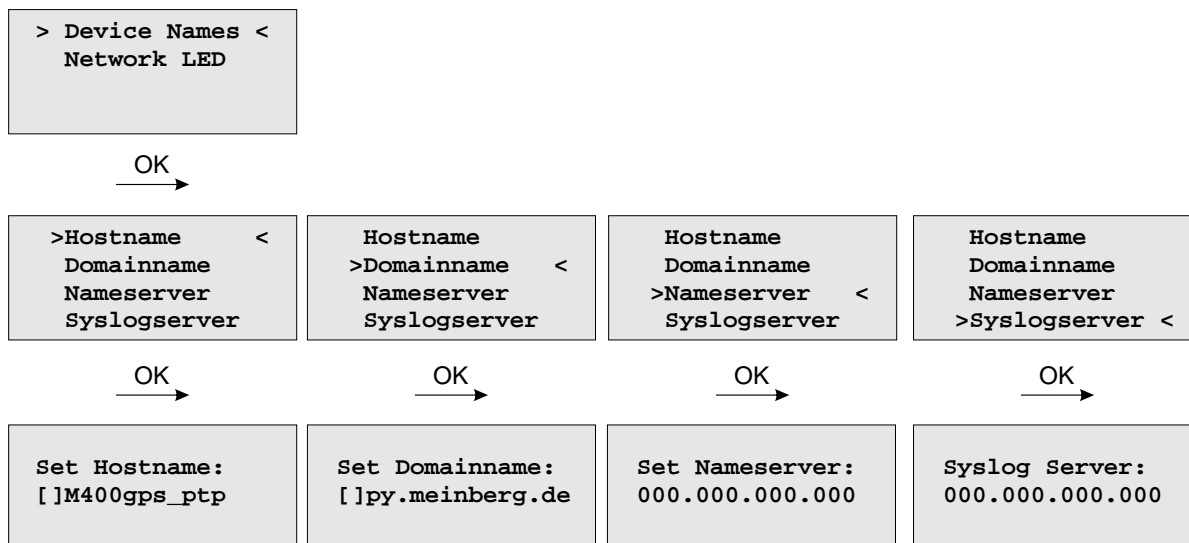 > Device Names <
Network LED
OK
>Hostname <
Domainname
Nameserver
Syslogserver
Hostname
>Domainname <
Nameserver
Syslogserver
Hostname
Domainname
>Nameserver <
Syslogserver
Hostname
Domainname
Nameserver
>Syslogserver <
OK
OK
OK
OK
Set Hostname:
[]M400gps_ptp
Set Domainname:
[]py.meinberg.de
Set Nameserver:
000.000.000.000
Syslog Server:
000.000.000.000